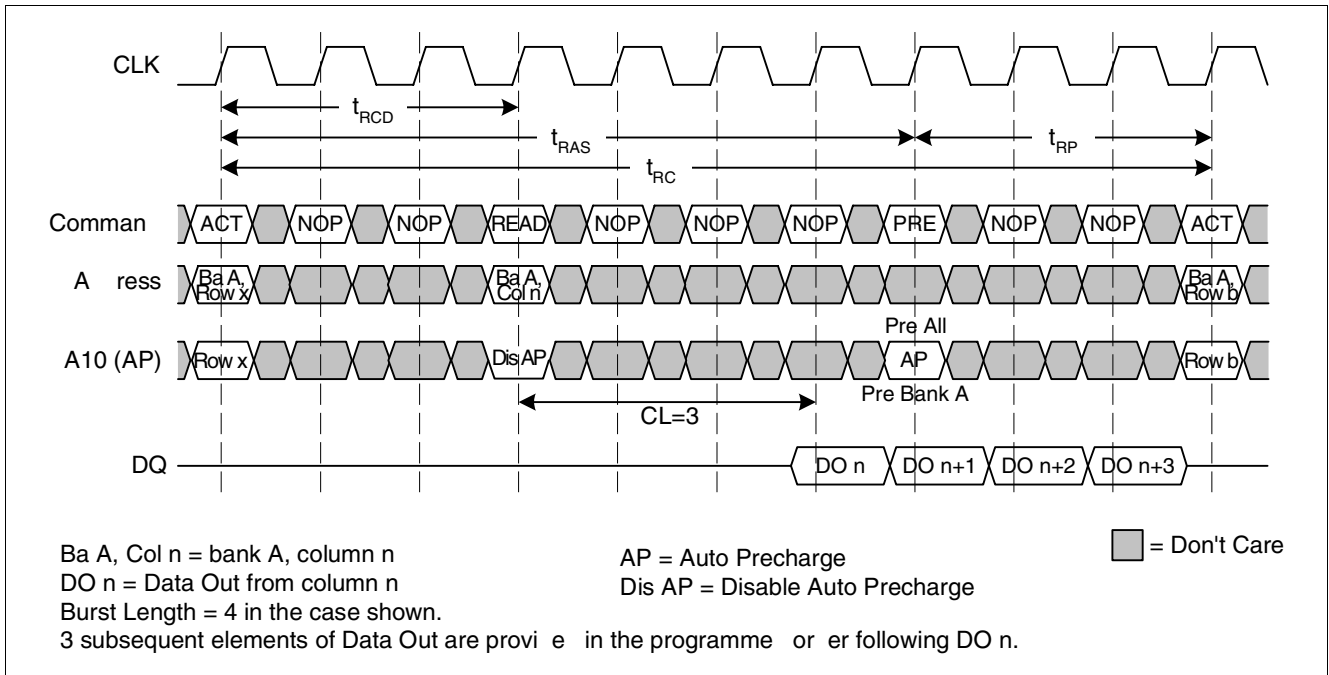 CLK
tRCD
tRAS
tRP
tRC
Comman ACT NOP NOP READ NOP NOP NOP PRE NOP NOP ACT
A ress Ba A, Row x Ba A, Col n Ba A, Row b
Pre All
A10 (AP) Row x Dis AP AP Row b
Pre Bank A
CL=3
DQ DO n DO n+1 DO n+2 DO n+3
Ba A, Col n = bank A, column n
DO n = Data Out from column n
Burst Length = 4 in the case shown.
3 subsequent elements of Data Out are provi e in the programme or er following DO n.
AP = Auto Precharge
Dis AP = Disable Auto Precharge
= Don't Care